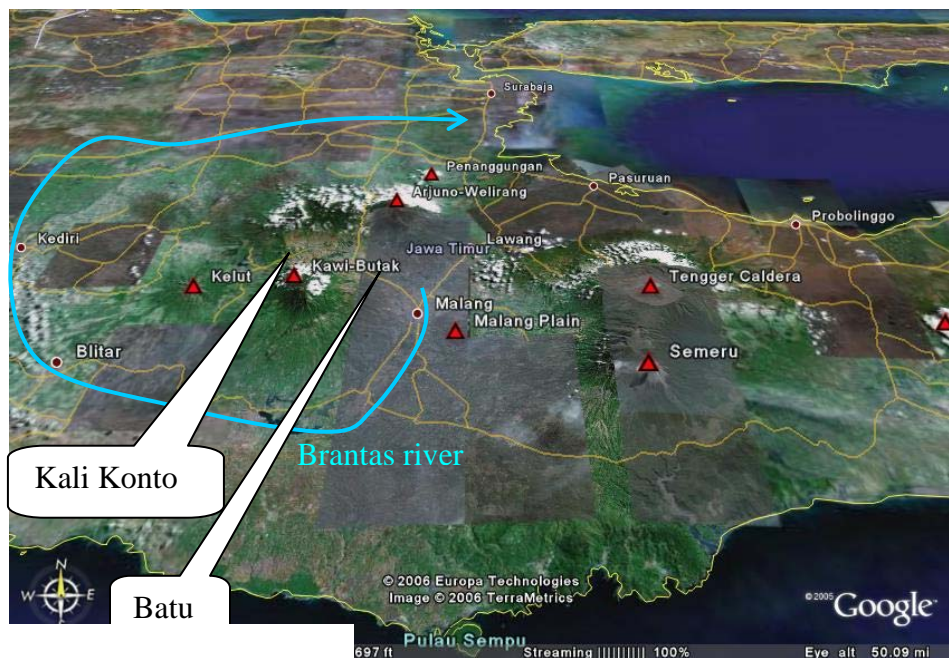 Surabaja
Penanggungan
Arjuno-Welirang
Pasuruan
Probolinggo
Kediri
Jawa Timur
Lawang
Kelut
Kawi-Butak
Tengger Caldera
Malang
Malang Plain
Blitar
Semeru
Brantas river
Kali Konto
N
W E
S
Batu
© 2006 Europa Technologies
Image © 2006 TerraMetrics
©2005 Google™
Pulau Sempu
697 ft Streaming ||||||||| 100% Eye alt 50.09 mi